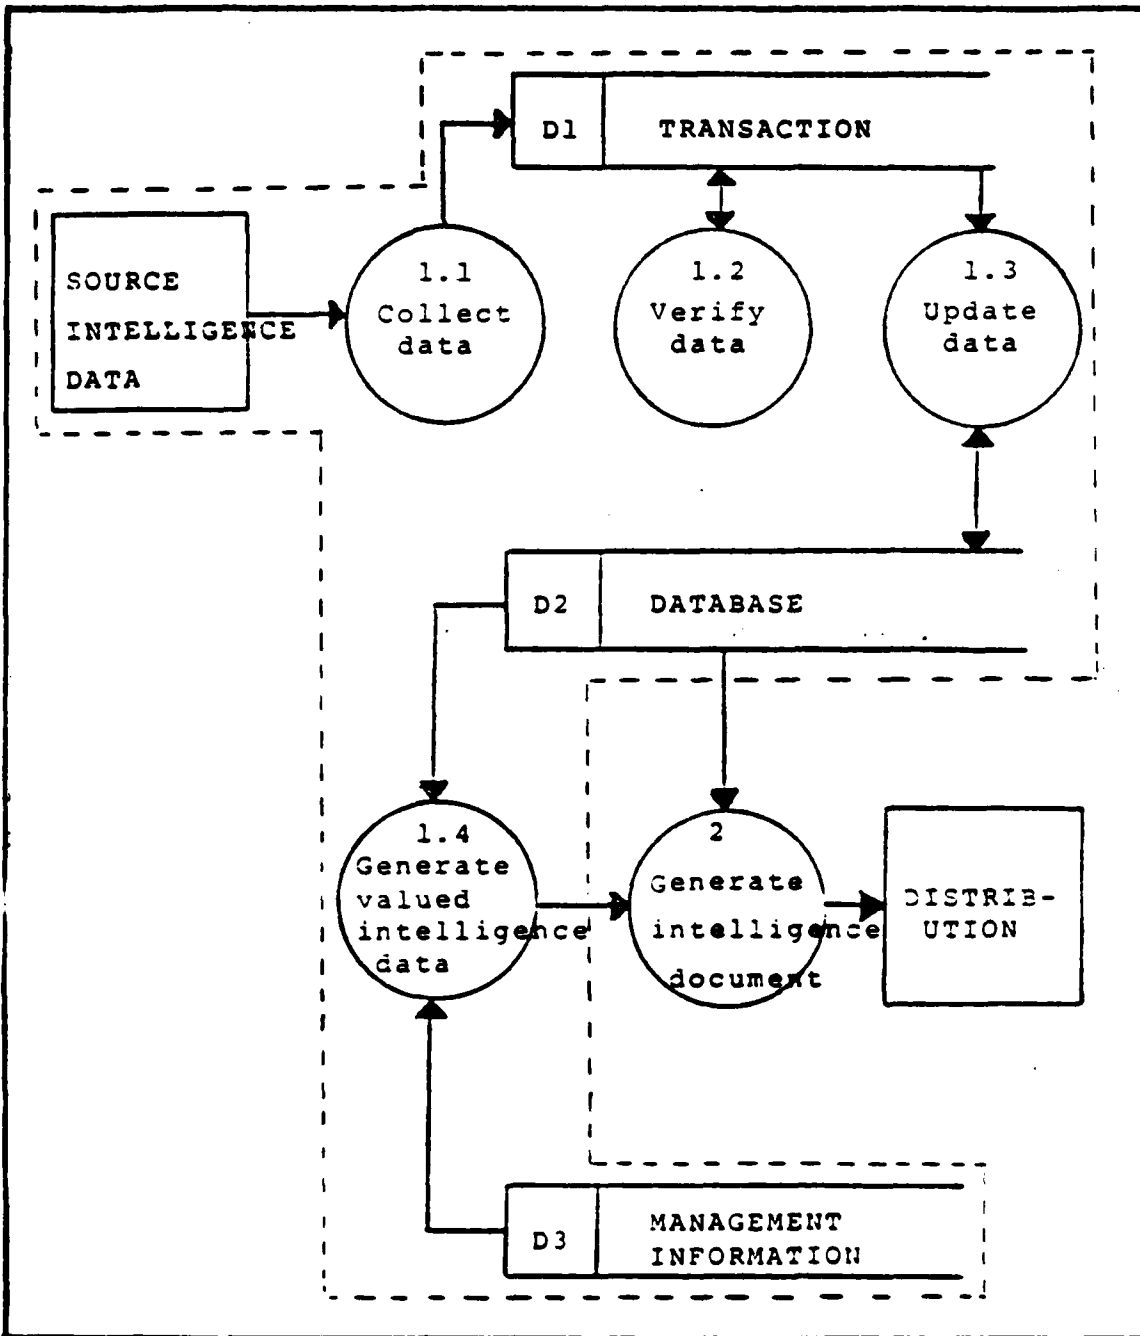 D1
TRANSACTION
SOURCE
INTELLIGENCE
DATA
1.1
Collect
data
1.2
Verify
data
1.3
Update
data
D2
DATABASE
1.4
Generate
valued
intelligence
data
2
Generate
intelligence
document
DISTRIB-
UTION
D3
MANAGEMENT
INFORMATION